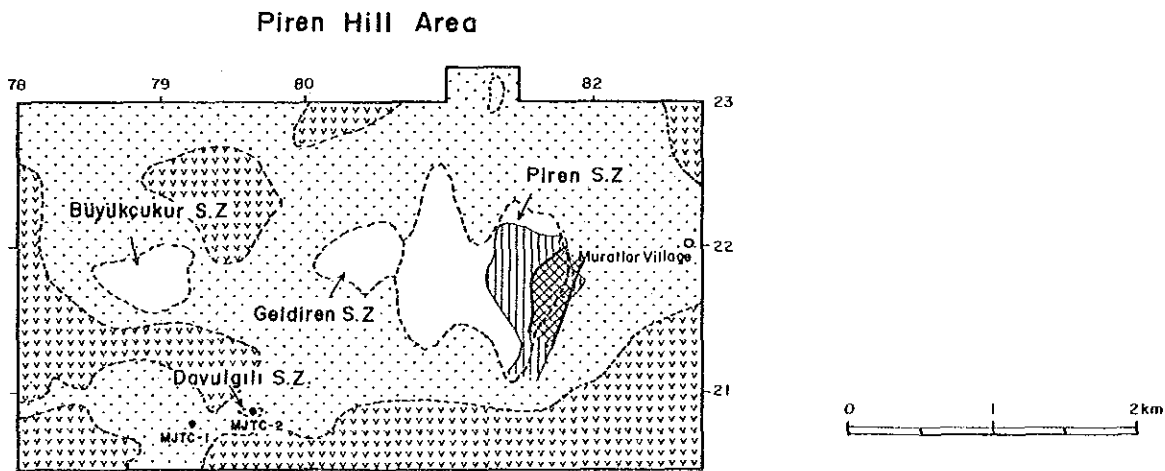 Piren Hill Area
78 79 80 82
23
Piren S.Z
Büyükçukur S.Z
22
Muratlar Village
Geldiren S.Z
Davulgılı S.Z.
21
MJTC-1 MJTC-2
0 1 2 km